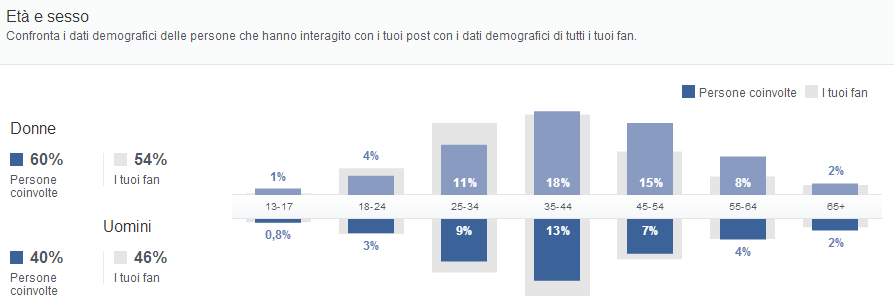 Età e sesso
Confronta i dati demografici delle persone che hanno interagito con i tuoi post con i dati demografici di tutti i tuoi fan.
Persone coinvolte I tuoi fan
Donne
60% 54%
Persone coinvolte I tuoi fan
1% 4% 11% 18% 15% 8% 2%
13-17 18-24 25-34 35-44 45-54 55-64 65+
Uomini
0,8% 3% 9% 13% 7% 4% 2%
40% 46%
Persone coinvolte I tuoi fan